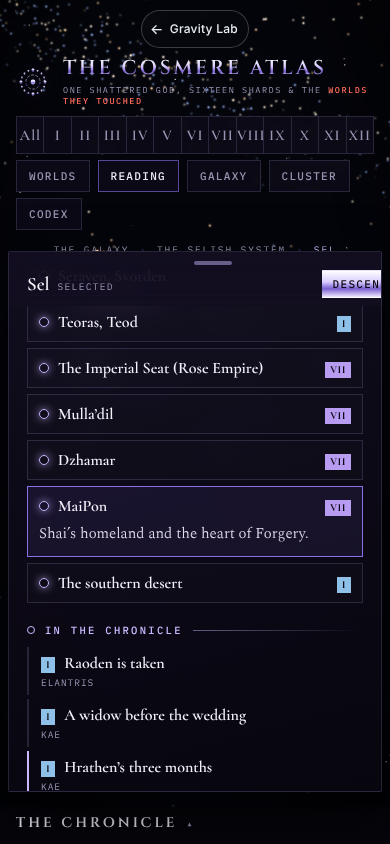 ← Gravity Lab
THE COSMERE ATLAS
ONE SHATTERED GOD, SIXTEEN SHARDS & THE WORLDS
THEY TOUCHED
All I II III IV V VI VII VIII IX X XI XII
WORLDS READING GALAXY CLUSTER
CODEX
THE GALAXY · THE SELISH SYSTEM · SEL ·
Seraven, Svorden
Sel SELECTED DESCEN
Teoras, Teod I
The Imperial Seat (Rose Empire) VII
Mulla’dil VII
Dzhamar VII
MaiPon VII
Shai’s homeland and the heart of Forgery.
The southern desert I
IN THE CHRONICLE
I Raoden is taken
ELANTRIS
I A widow before the wedding
KAE
I Hrathen’s three months
KAE
THE CHRONICLE ▴